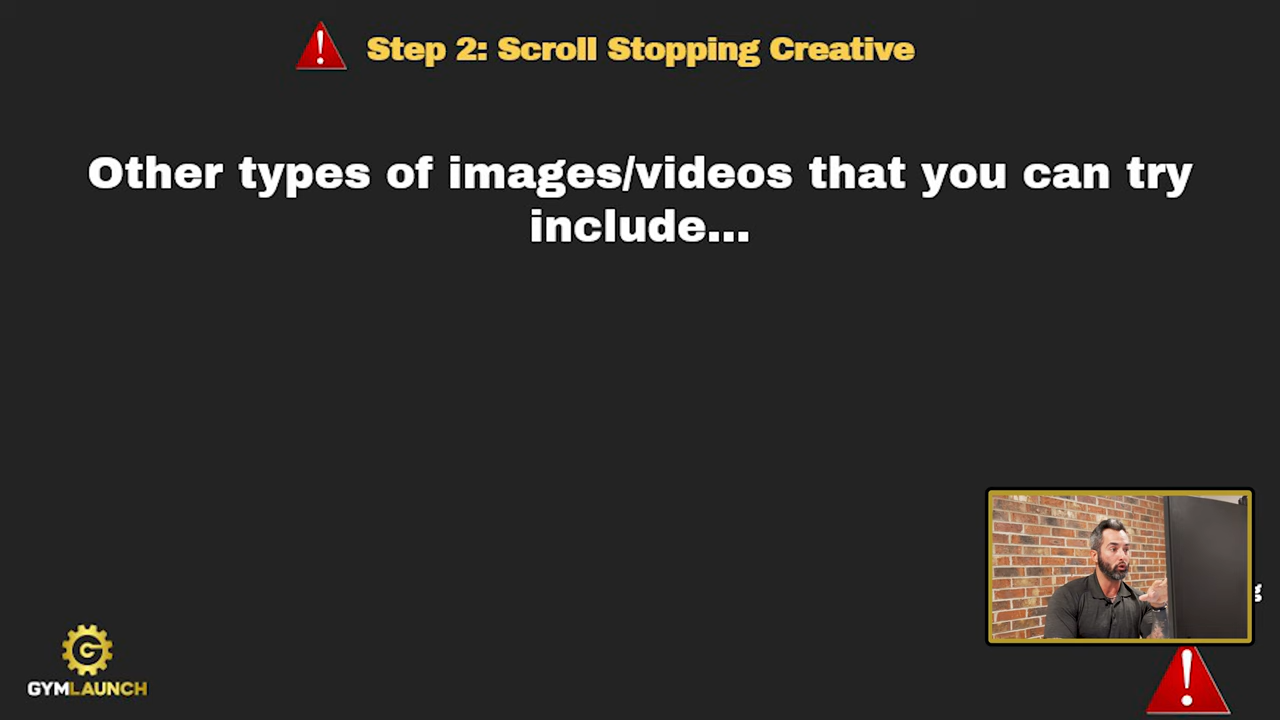 Step 2: Scroll Stopping Creative
Other types of images/videos that you can try
include...
GYMLAUNCH